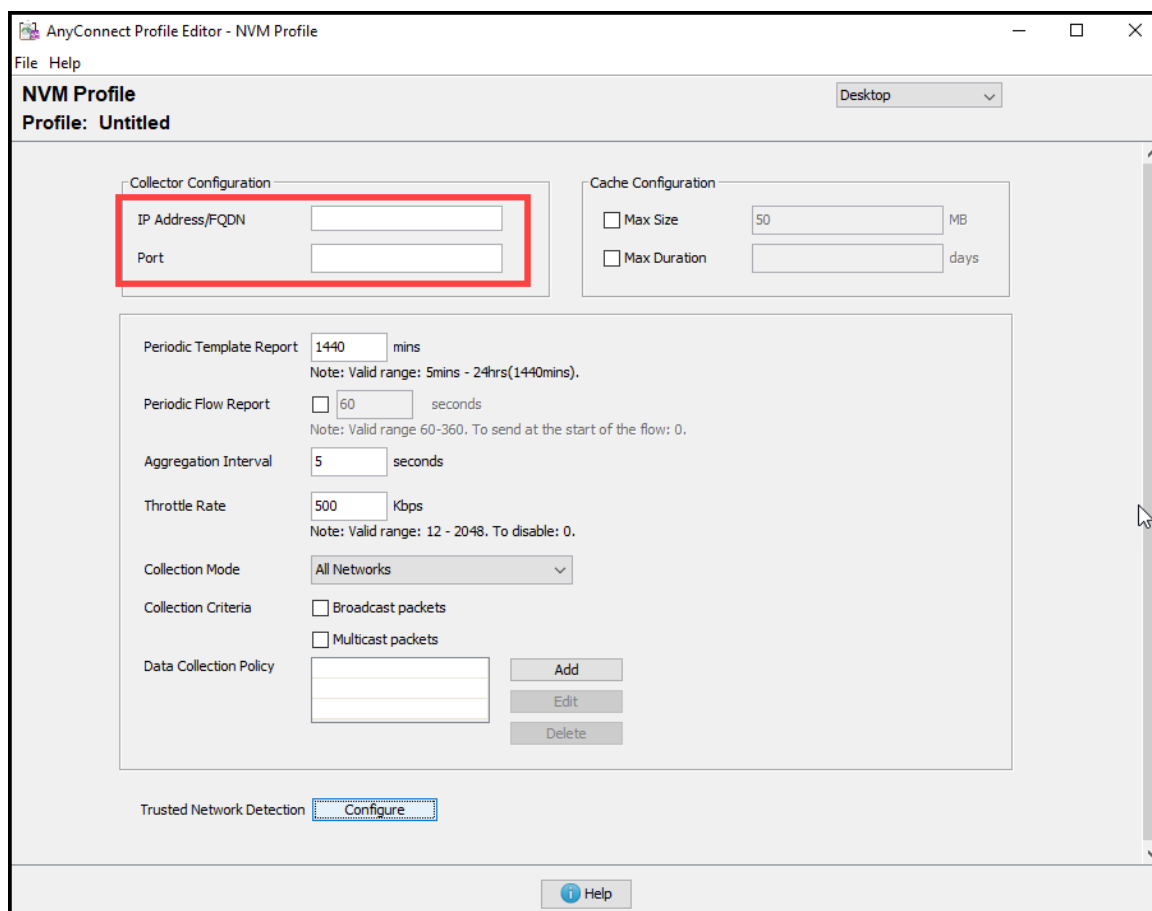 AnyConnect Profile Editor - NVM Profile
File Help
NVM Profile
Desktop
Profile: Untitled
Collector Configuration
IP Address/FQDN
Port
Cache Configuration
Max Size 50 MB
Max Duration days
Periodic Template Report 1440 mins
Note: Valid range: 5mins - 24hrs(1440mins).
Periodic Flow Report 60 seconds
Note: Valid range 60-360. To send at the start of the flow: 0.
Aggregation Interval 5 seconds
Throttle Rate 500 Kbps
Note: Valid range: 12 - 2048. To disable: 0.
Collection Mode All Networks
Collection Criteria Broadcast packets
Multicast packets
Data Collection Policy Add
Edit
Delete
Trusted Network Detection Configure
Help